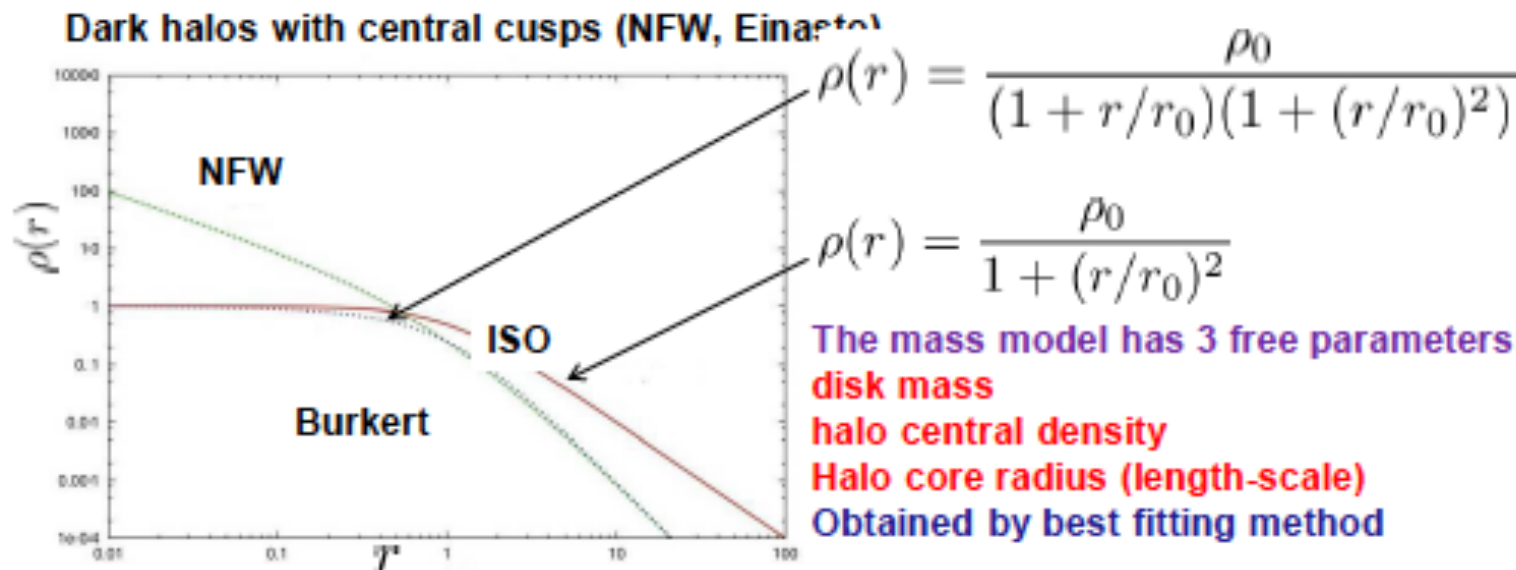 Dark halos with central cusps (NFW, Einasto)
ρ(r) = ρ₀ / ((1 + r/r₀)(1 + (r/r₀)²))
ρ(r) = ρ₀ / (1 + (r/r₀)²)
The mass model has 3 free parameters
disk mass
halo central density
Halo core radius (length-scale)
Obtained by best fitting method
NFW
ISO
Burkert
ρ(r)
10000
1000
100
10
1
0.1
0.01
0.001
1e-04
0.01
0.1
1
10
100
r